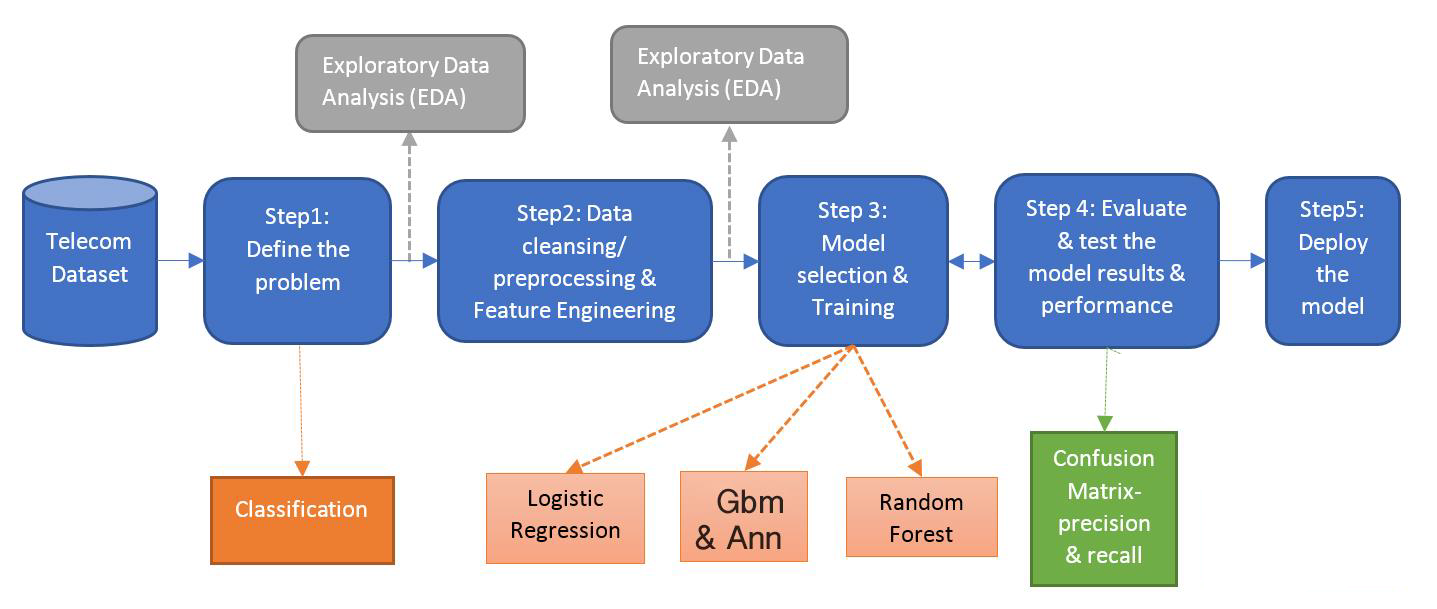 Exploratory Data
Analysis (EDA)
Exploratory Data
Analysis (EDA)
Telecom
Dataset
Step1:
Define the
problem
Step2: Data
cleansing/
preprocessing &
Feature Engineering
Step 3:
Model
selection &
Training
Step 4: Evaluate
& test the
model results &
performance
Step5:
Deploy
the
model
Classification
Logistic
Regression
Gbm
& Ann
Random
Forest
Confusion
Matrix-
precision
& recall